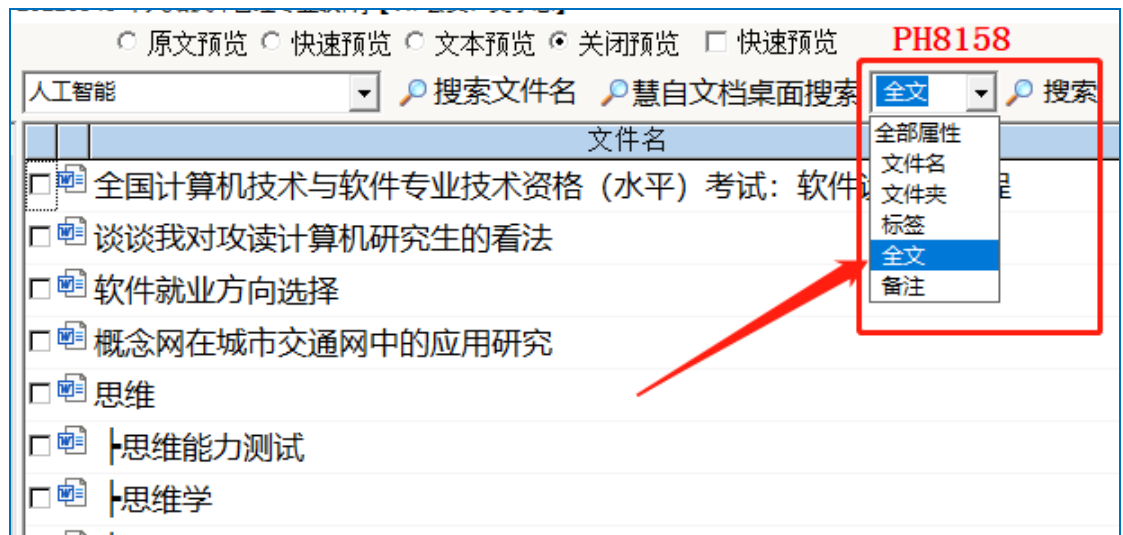 原文预览 快速预览 文本预览 关闭预览 快速预览 PH8158
人工智能 搜索文件名 慧自文档桌面搜索 全文 搜索
文件名
全部属性
文件名
文件夹
标签
全文
备注
全国计算机技术与软件专业技术资格（水平）考试：软件
谈谈我对攻读计算机研究生的看法
软件就业方向选择
概念网在城市交通网中的应用研究
思维
├思维能力测试
├思维学